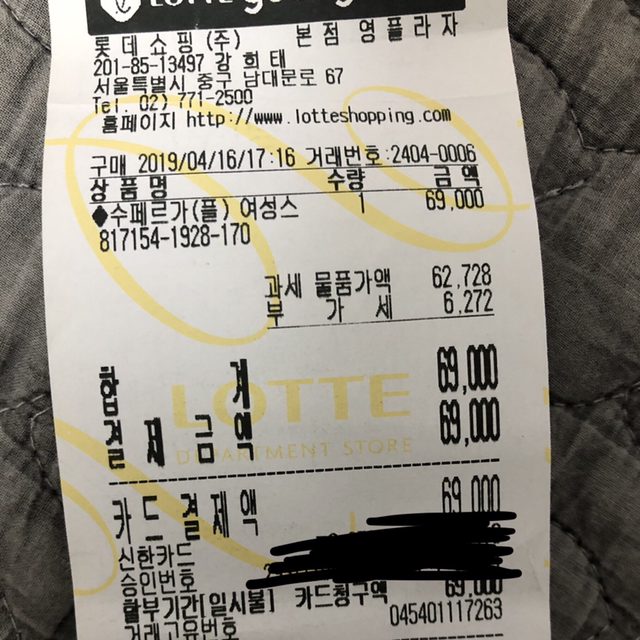 LOTTE
롯데쇼핑(주) 본점 영플라자
201-85-13497 강희태
서울특별시 중구 남대문로 67
Tel 02) 771-2500
홈페이지 http://www.lotteshopping.com
구매 2019/04/16/17:16 거래번호:2404-0006
상품명 수량 금액
◆수페르가(플) 여성스 1 69,000
817154-1928-170
과세 물품가액 62,728
부 가 세 6,272
합 계 69,000
결 제 금 액 69,000
LOTTE
DEPARTMENT STORE
카드결제액 69,000
신한카드
승인번호
할부기간[일시불] 카드청구액 69,000
거래고유번호 045401117263